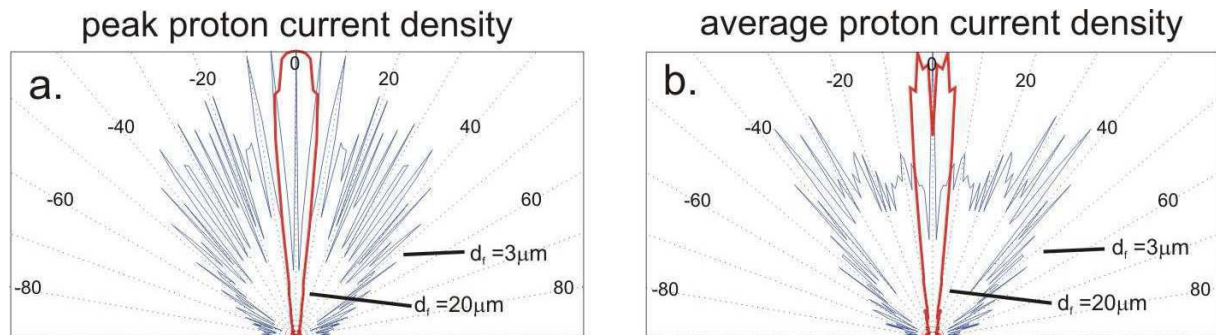 peak proton current density
a.
0
-20
20
-40
40
-60
60
-80
d_f =3μm
d_f =20μm
average proton current density
b.
0
-20
20
-40
40
-60
60
-80
80
d_f =3μm
d_f =20μm
80